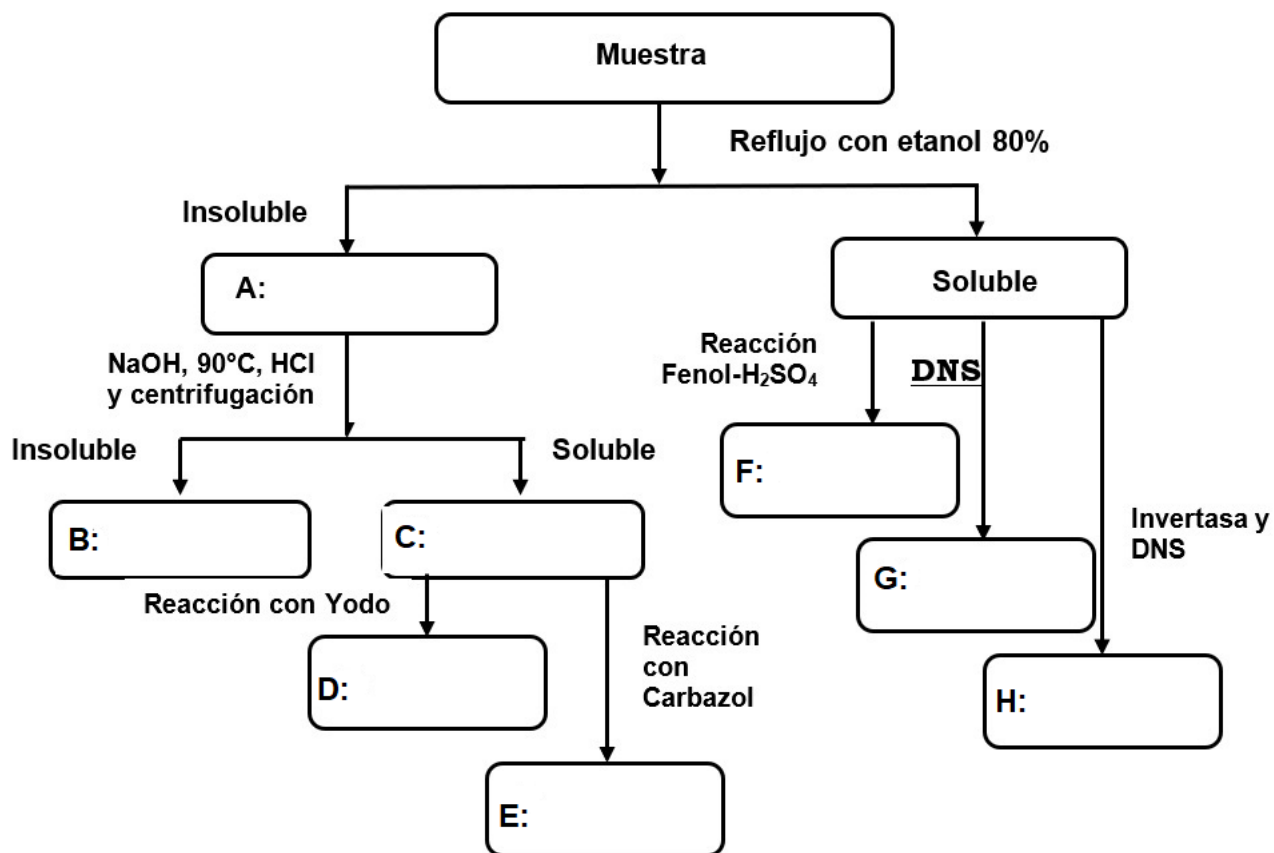 Muestra
Reflujo con etanol 80%
Insoluble
A:
Soluble
NaOH, 90ºC, HCl
y centrifugación
Reacción
Fenol-H₂SO₄
DNS
Insoluble
Soluble
F:
B:
C:
Invertasa y
DNS
G:
Reacción con Yodo
Reacción
con
Carbazol
D:
H:
E: